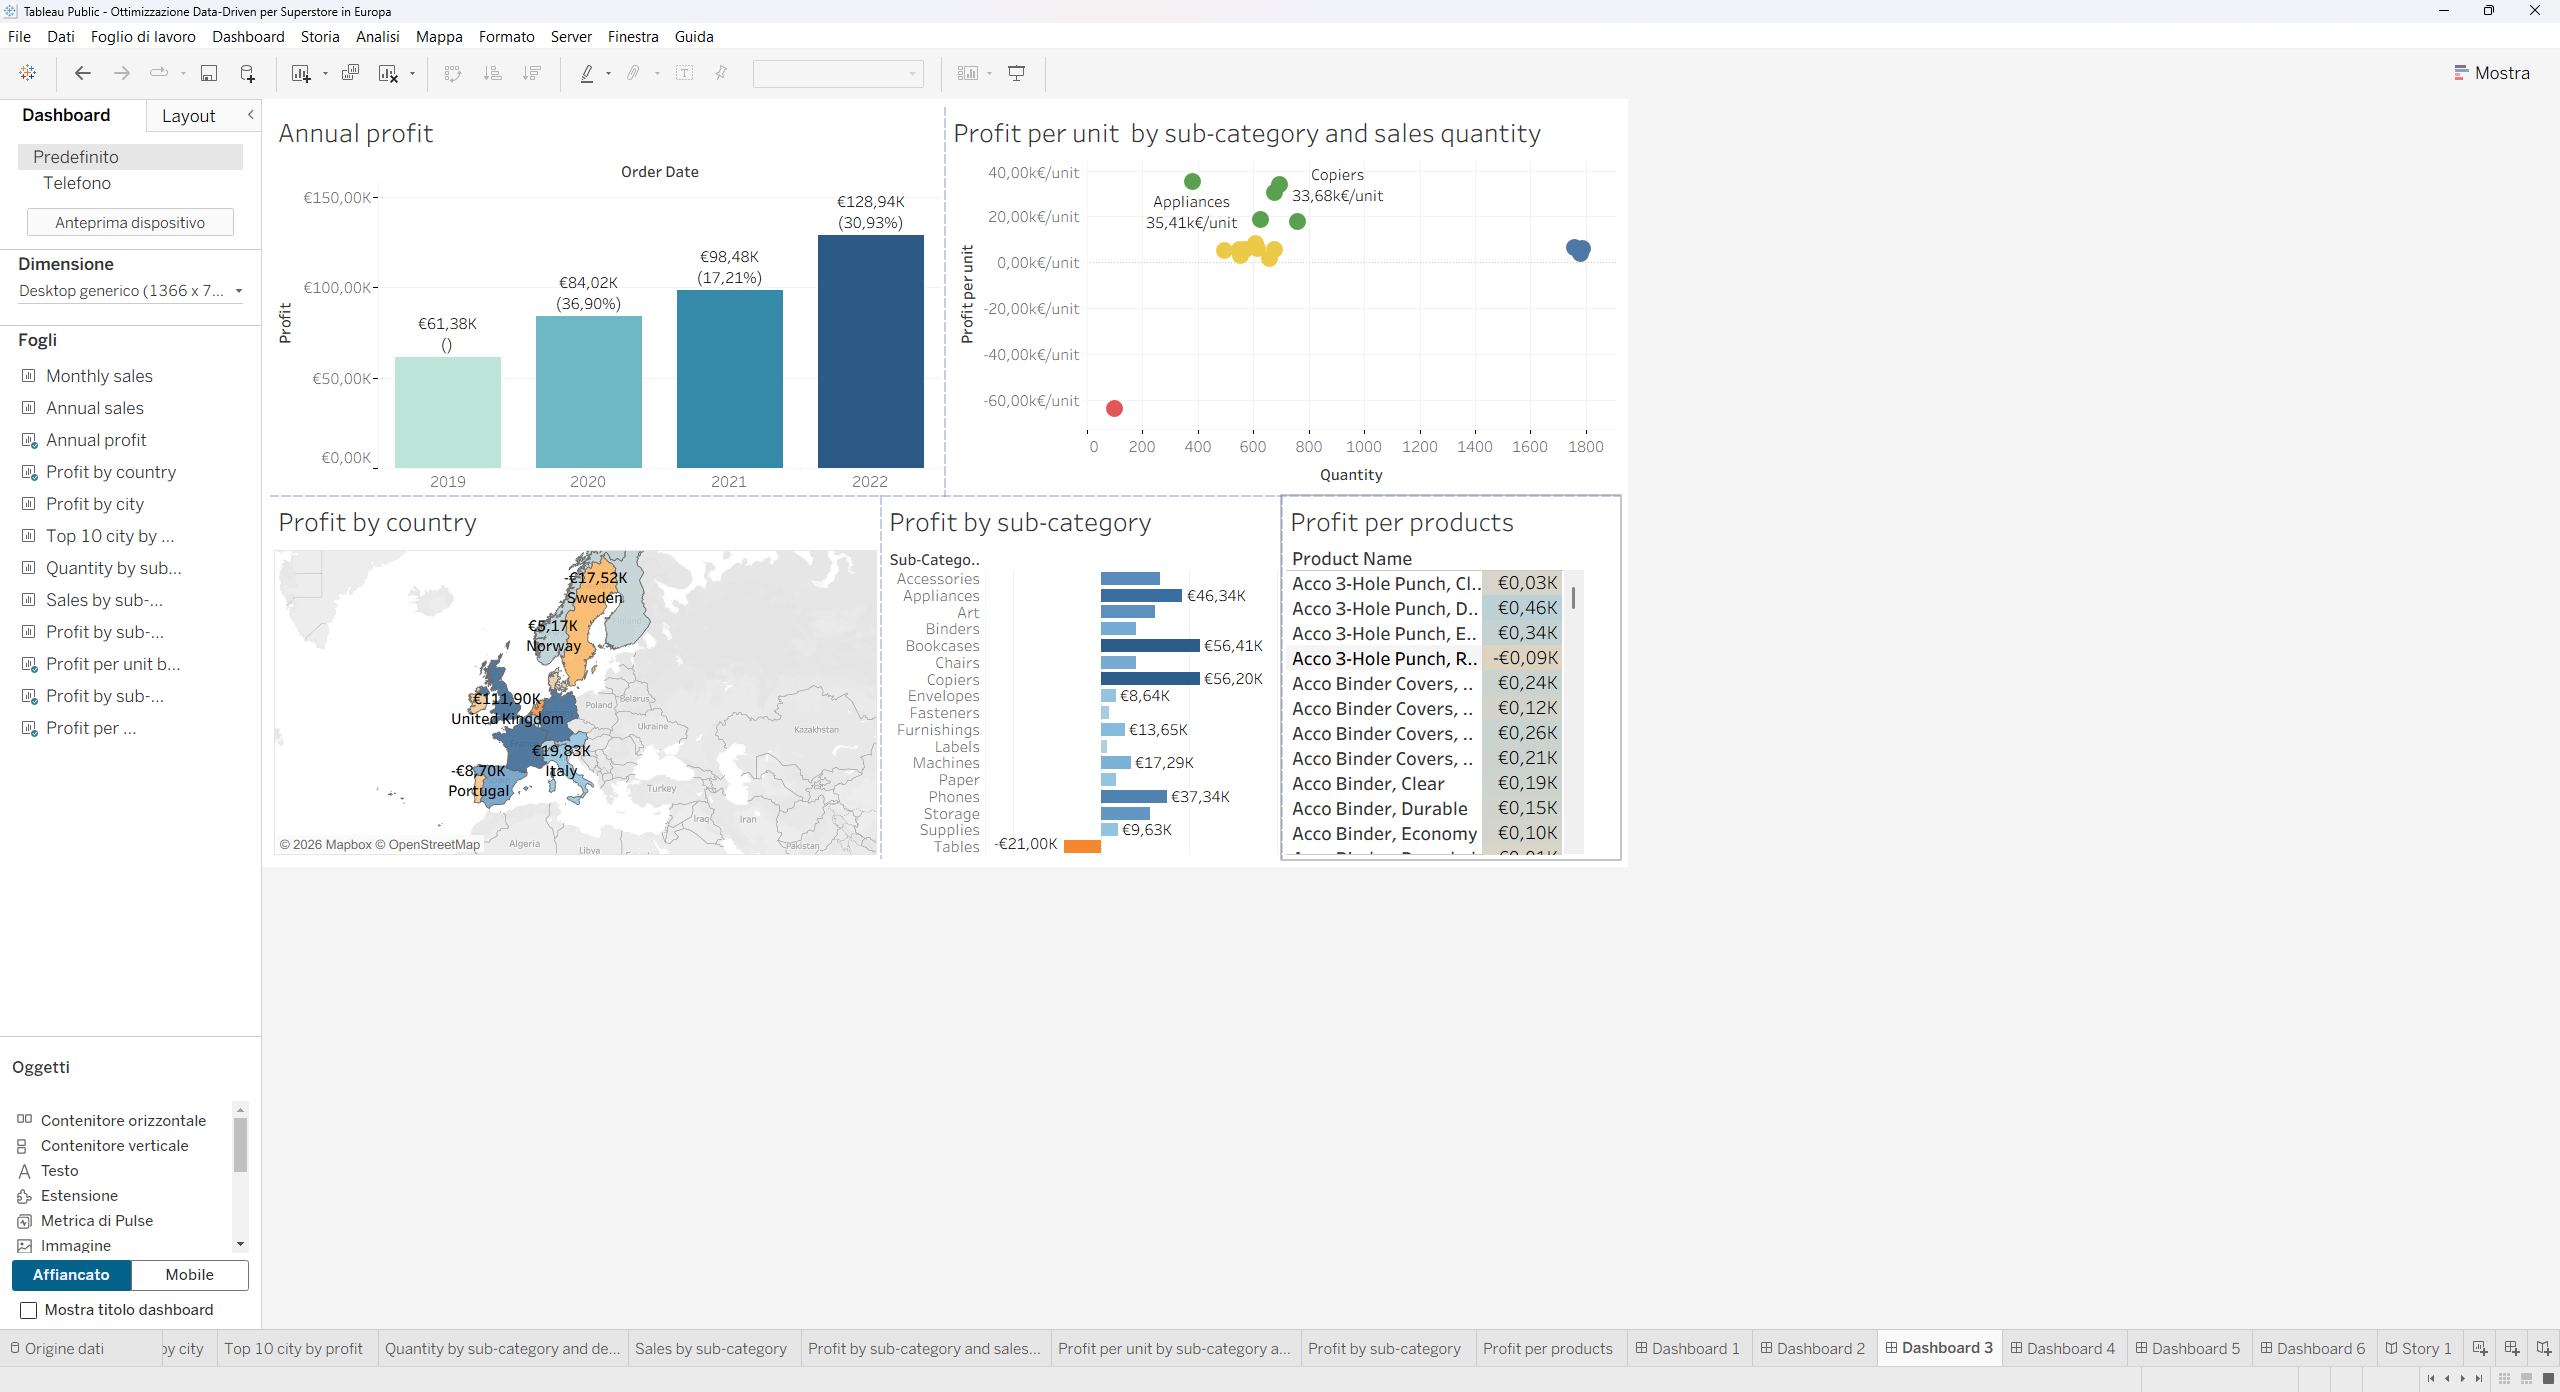 Tableau Public - Ottimizzazione Data-Driven per Superstore in Europa
File Dati Foglio di lavoro Dashboard Storia Analisi Mappa Formato Server Finestra Guida
Mostra
Dashboard Layout
Predefinito
Telefono
Anteprima dispositivo
Dimensione
Desktop generico (1366 x 7...
Fogli
Monthly sales
Annual sales
Annual profit
Profit by country
Profit by city
Top 10 city by ...
Quantity by sub...
Sales by sub-...
Profit by sub-...
Profit per unit b...
Profit by sub-...
Profit per ...
Oggetti
Contenitore orizzontale
Contenitore verticale
Testo
Estensione
Metrica di Pulse
Immagine
Affiancato Mobile
Mostra titolo dashboard
Annual profit
Order Date
Profit
€150,00K
€100,00K
€50,00K
€0,00K
€61,38K
()
€84,02K
(36,90%)
€98,48K
(17,21%)
€128,94K
(30,93%)
2019 2020 2021 2022
Profit per unit by sub-category and sales quantity
Profit per unit
40,00k€/unit
20,00k€/unit
0,00k€/unit
-20,00k€/unit
-40,00k€/unit
-60,00k€/unit
Appliances
35,41k€/unit
Copiers
33,68k€/unit
0 200 400 600 800 1000 1200 1400 1600 1800
Quantity
Profit by country
-€17,52K
Sweden
Finland
€5,17K
Norway
€111,90K
United Kingdom
Belarus
Poland
Ukraine
Kazakhstan
France
€19,83K
Italy
-€8,70K
Portugal
Turkey
Iraq
Iran
Algeria
Libya
Pakistan
© 2026 Mapbox © OpenStreetMap
Profit by sub-category
Sub-Catego..
Accessories
Appliances €46,34K
Art
Binders
Bookcases €56,41K
Chairs
Copiers €56,20K
Envelopes €8,64K
Fasteners
Furnishings €13,65K
Labels
Machines €17,29K
Paper
Phones €37,34K
Storage
Supplies €9,63K
Tables -€21,00K
Profit per products
Product Name
Acco 3-Hole Punch, Cl.. €0,03K
Acco 3-Hole Punch, D.. €0,46K
Acco 3-Hole Punch, E.. €0,34K
Acco 3-Hole Punch, R.. -€0,09K
Acco Binder Covers, .. €0,24K
Acco Binder Covers, .. €0,12K
Acco Binder Covers, .. €0,26K
Acco Binder Covers, .. €0,21K
Acco Binder, Clear €0,19K
Acco Binder, Durable €0,15K
Acco Binder, Economy €0,10K
Origine dati by city Top 10 city by profit Quantity by sub-category and de... Sales by sub-category Profit by sub-category and sales... Profit per unit by sub-category a... Profit by sub-category Profit per products Dashboard 1 Dashboard 2 Dashboard 3 Dashboard 4 Dashboard 5 Dashboard 6 Story 1